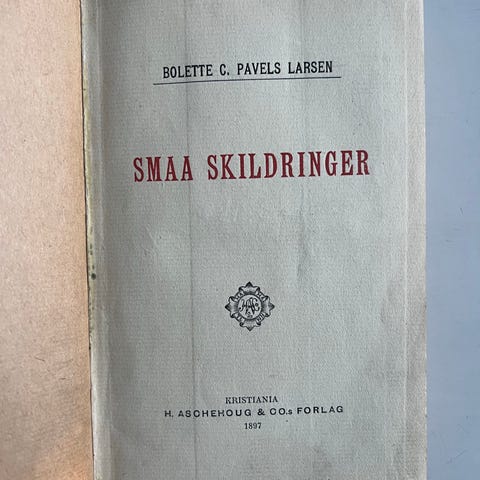 BOLETTE C. PAVELS LARSEN
SMAA SKILDRINGER
KRISTIANIA
H. ASCHEHOUG & CO.s FORLAG
1897